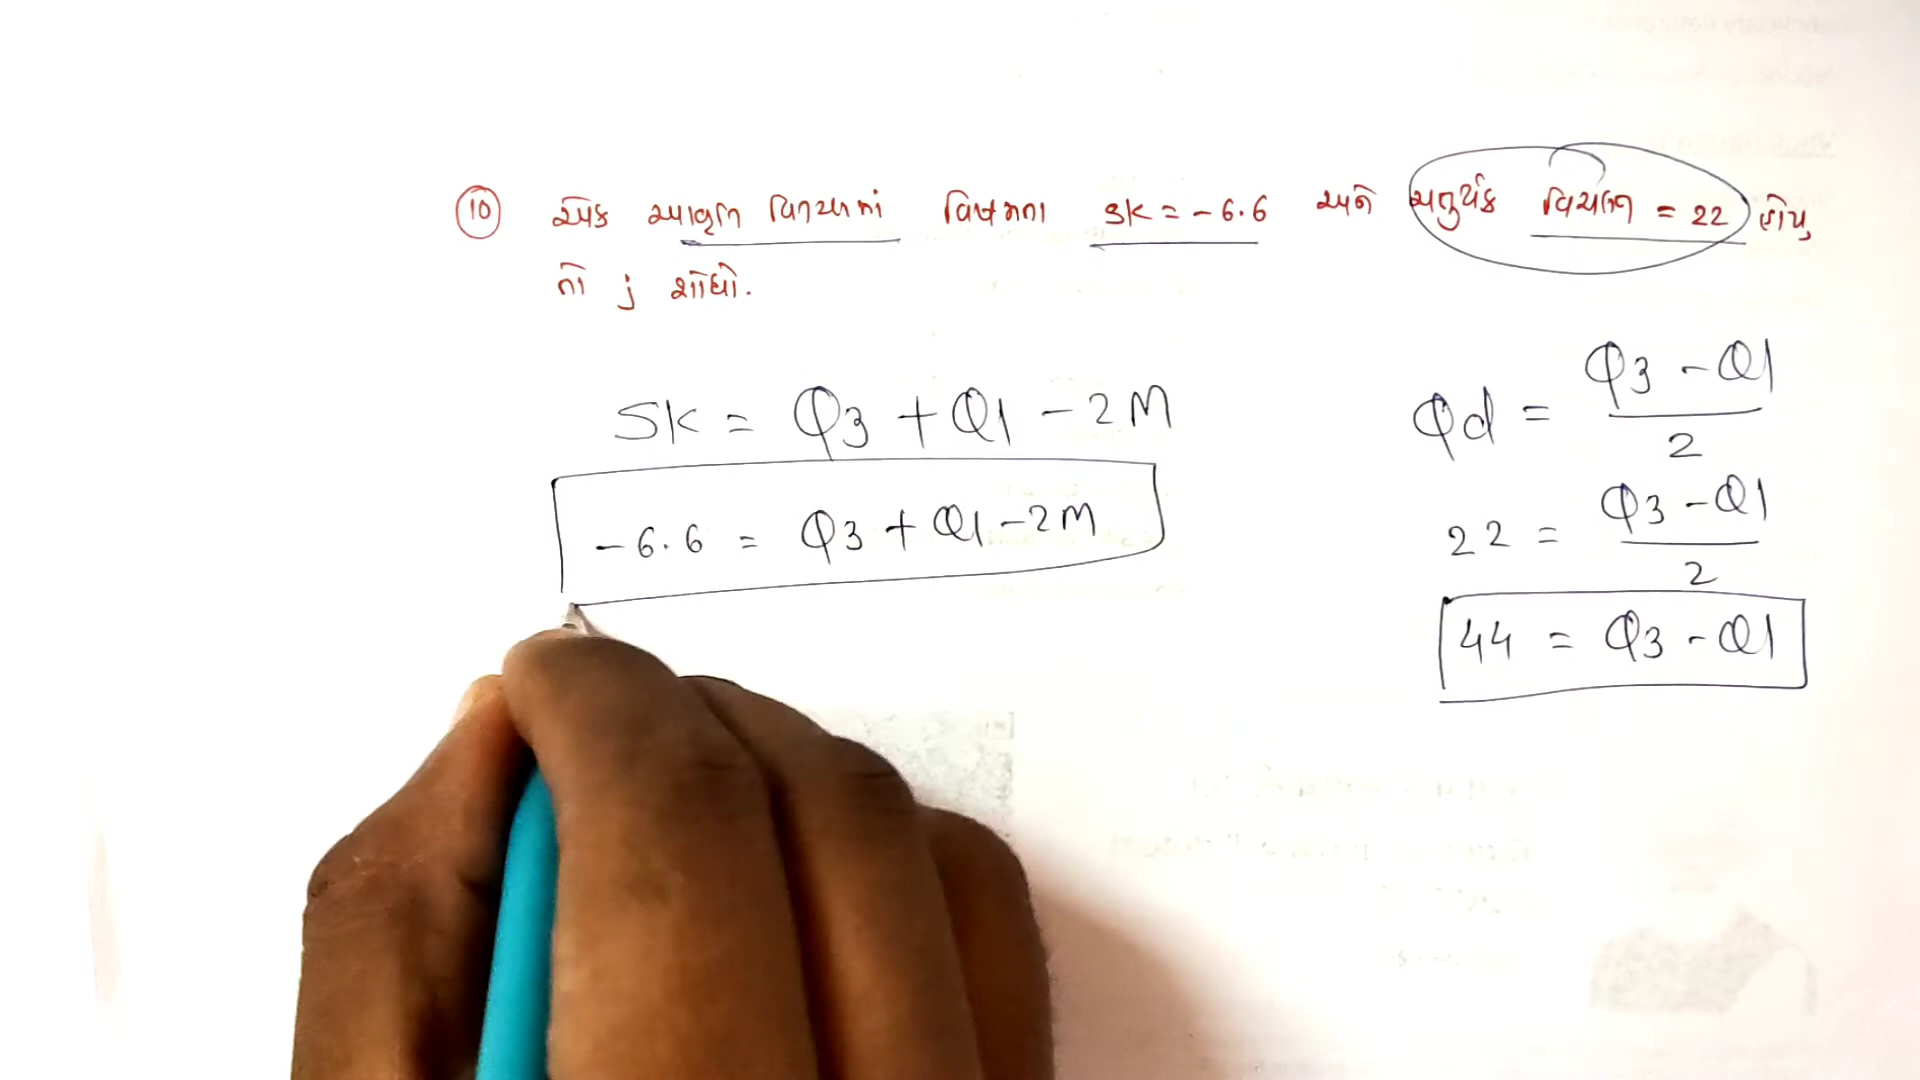 10 એક આવૃત્તિ વિતરણમાં વિષમતા SK = -6.6 અને ચતુર્થક વિચલન = 22 હોય,
તો j શોધો.
SK = Q3 + Q1 - 2M
-6.6 = Q3 + Q1 - 2M
Qd = Q3 - Q1 / 2
22 = Q3 - Q1 / 2
44 = Q3 - Q1